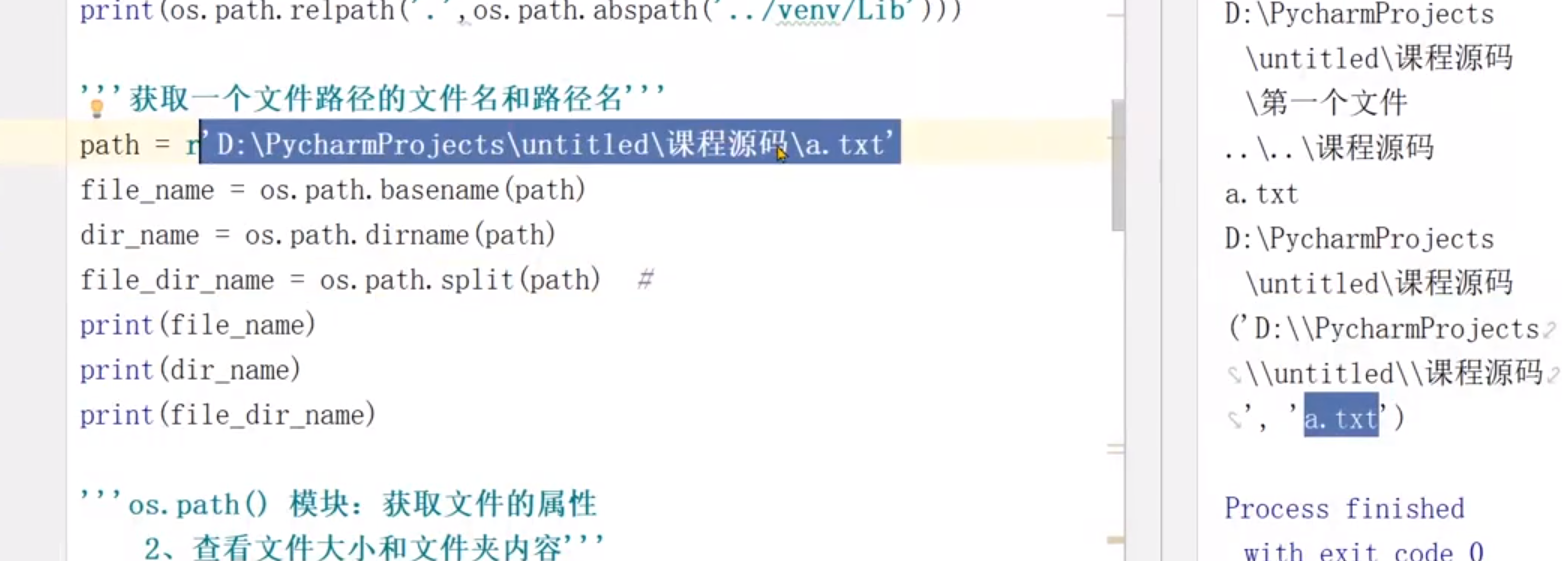 print(os.path.relpath('.',os.path.abspath('../venv/Lib')))
'''获取一个文件路径的文件名和路径名'''
path = r'D:\PycharmProjects\untitled\课程源码\a.txt'
file_name = os.path.basename(path)
dir_name = os.path.dirname(path)
file_dir_name = os.path.split(path)  #
print(file_name)
print(dir_name)
print(file_dir_name)
'''os.path() 模块：获取文件的属性
2、查看文件大小和文件夹内容'''
D:\PycharmProjects
\untitled\课程源码
\第一个文件
..\..\课程源码
a.txt
D:\PycharmProjects
\untitled\课程源码
('D:\\PycharmProjects
\\untitled\\课程源码
', 'a.txt')
Process finished
with exit code 0